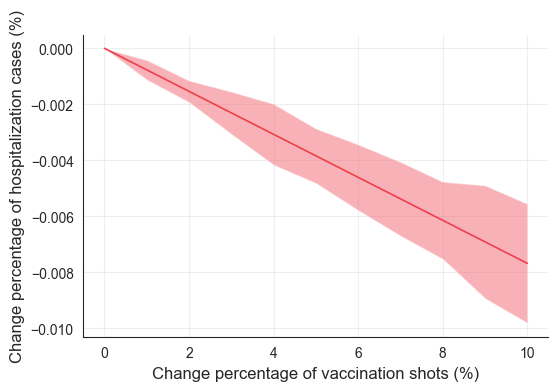 Change percentage of hospitalization cases (%)
0.000
−0.002
−0.004
−0.006
−0.008
−0.010
0 2 4 6 8 10
Change percentage of vaccination shots (%)